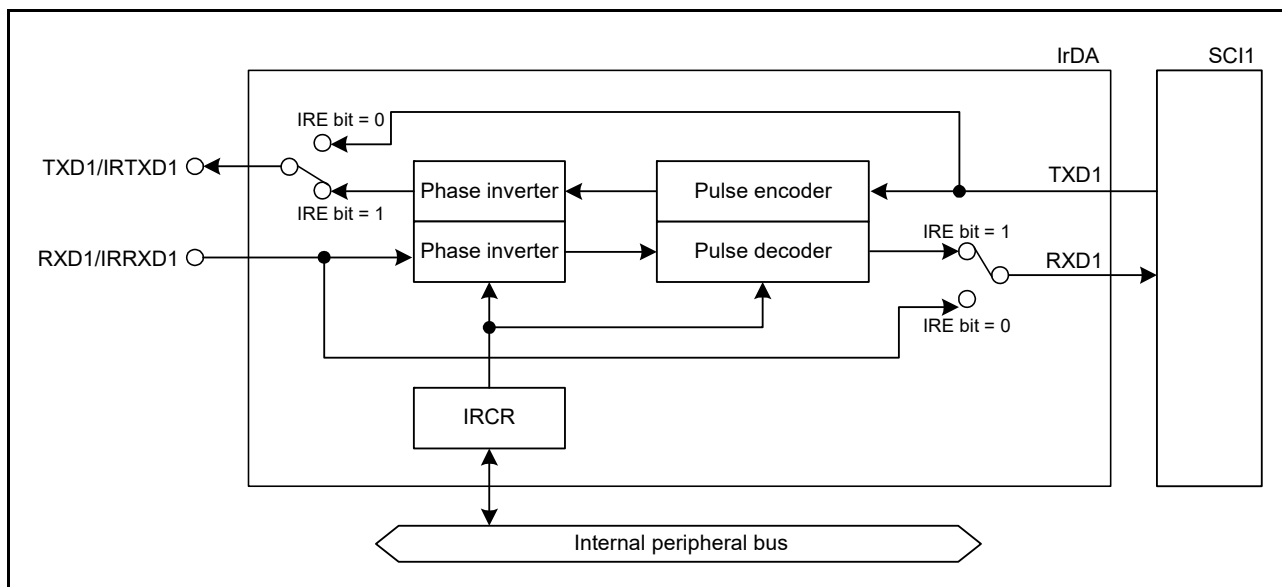 IrDA
SCI1
IRE bit = 0
TXD1/IRTXD1
Phase inverter
Pulse encoder
TXD1
IRE bit = 1
RXD1/IRRXD1
Phase inverter
Pulse decoder
IRE bit = 1
RXD1
IRE bit = 0
IRCR
Internal peripheral bus